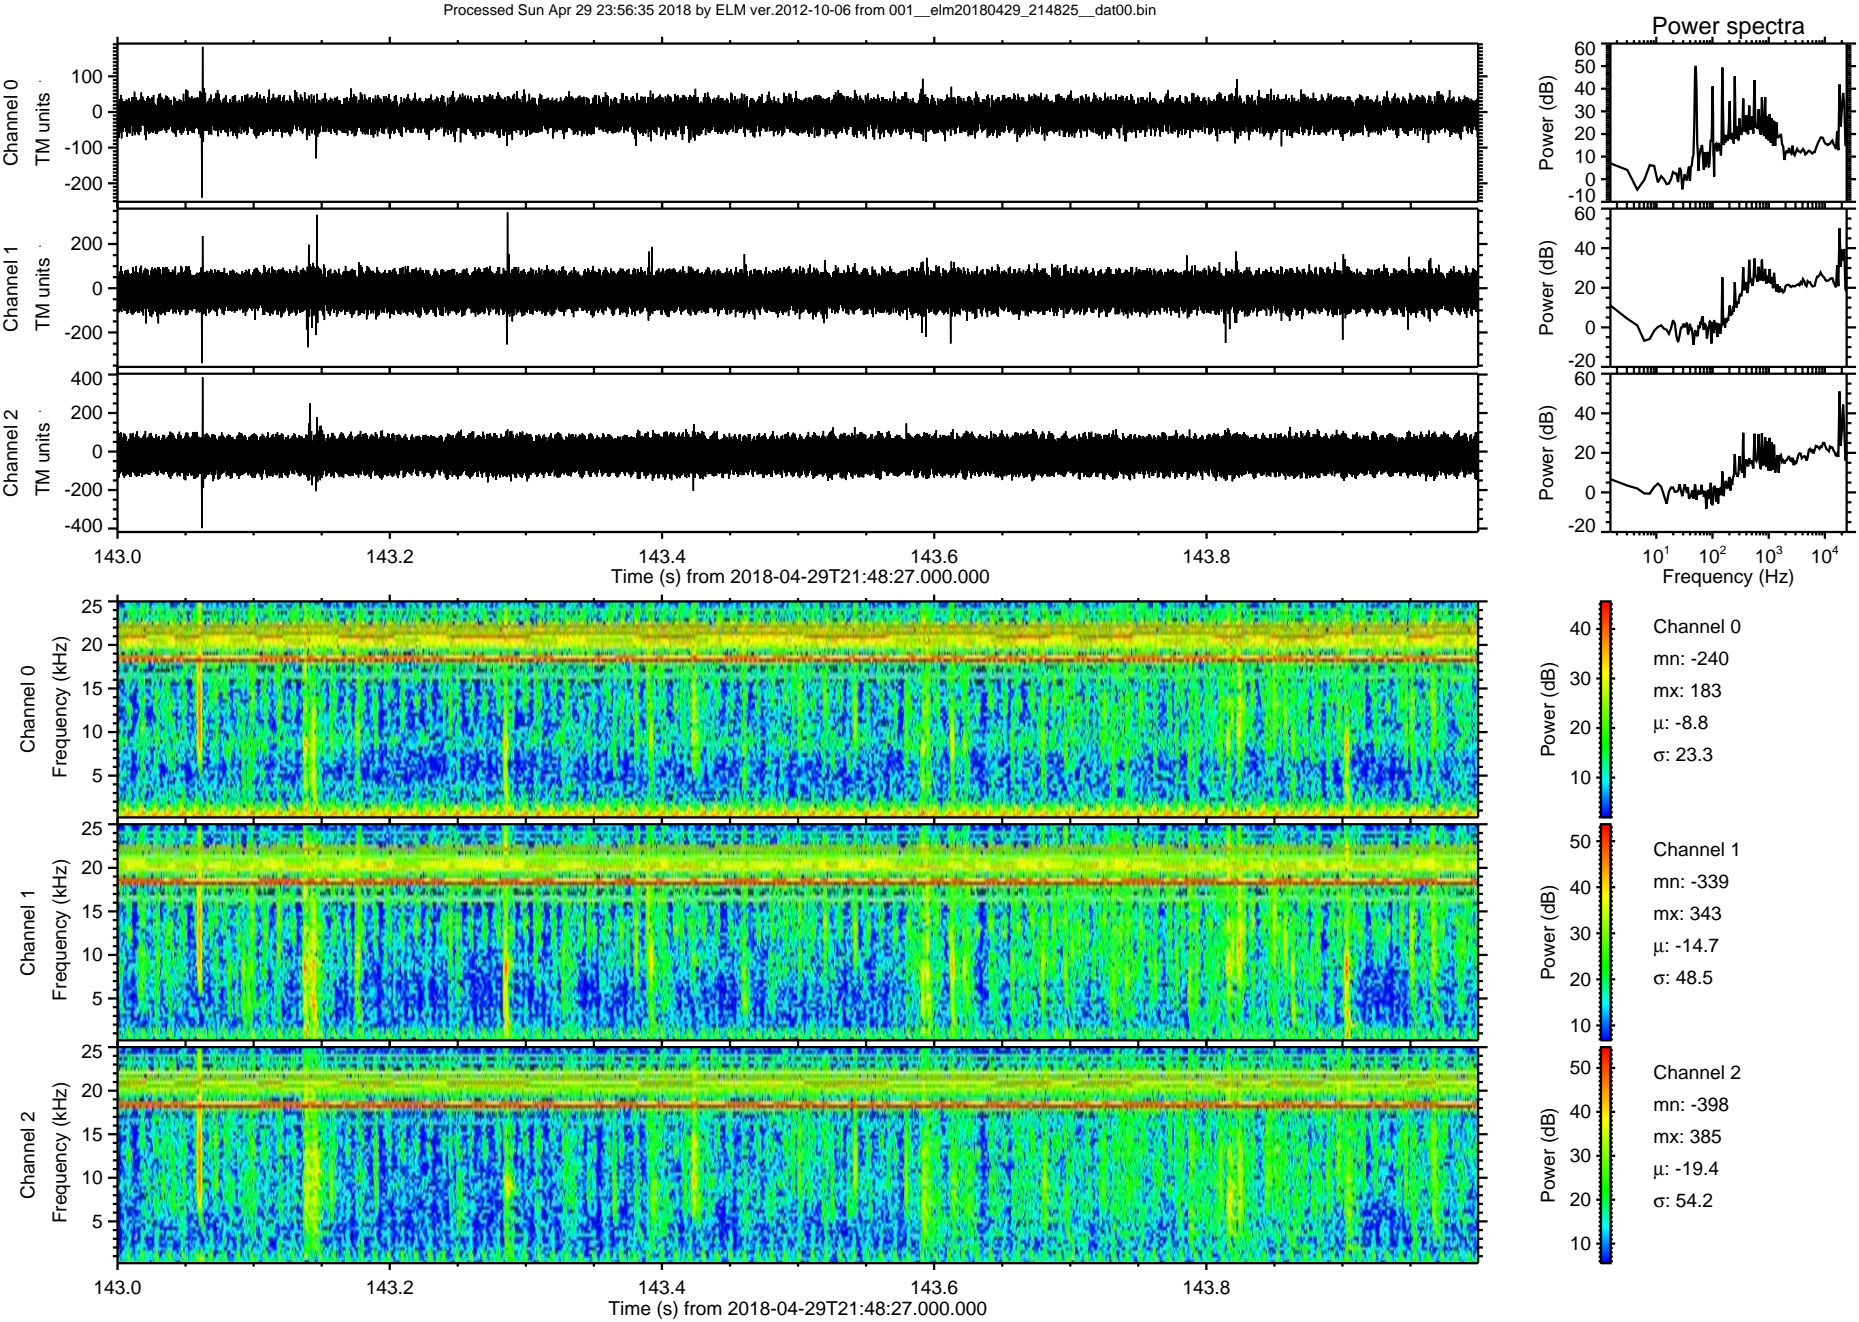 Processed Sun Apr 29 23:56:35 2018 by ELM ver.2012-10-06 from 001__elm20180429_214825__dat00.bin
Power spectra
Channel 0
TM units
100
0
-100
-200
Power (dB)
60
50
40
30
20
10
0
-10
Channel 1
TM units
200
0
-200
Power (dB)
60
40
20
0
-20
Channel 2
TM units
400
200
0
-200
-400
Power (dB)
60
40
20
0
-20
143.0 143.2 143.4 143.6 143.8
Time (s) from 2018-04-29T21:48:27.000.000
10¹ 10² 10³ 10⁴
Frequency (Hz)
Channel 0
Frequency (kHz)
25
20
15
10
5
Power (dB)
40
30
20
10
Channel 0
mn: -240
mx: 183
µ: -8.8
σ: 23.3
Channel 1
Frequency (kHz)
25
20
15
10
5
Power (dB)
50
40
30
20
10
Channel 1
mn: -339
mx: 343
µ: -14.7
σ: 48.5
Channel 2
Frequency (kHz)
25
20
15
10
5
Power (dB)
50
40
30
20
10
Channel 2
mn: -398
mx: 385
µ: -19.4
σ: 54.2
143.0 143.2 143.4 143.6 143.8
Time (s) from 2018-04-29T21:48:27.000.000